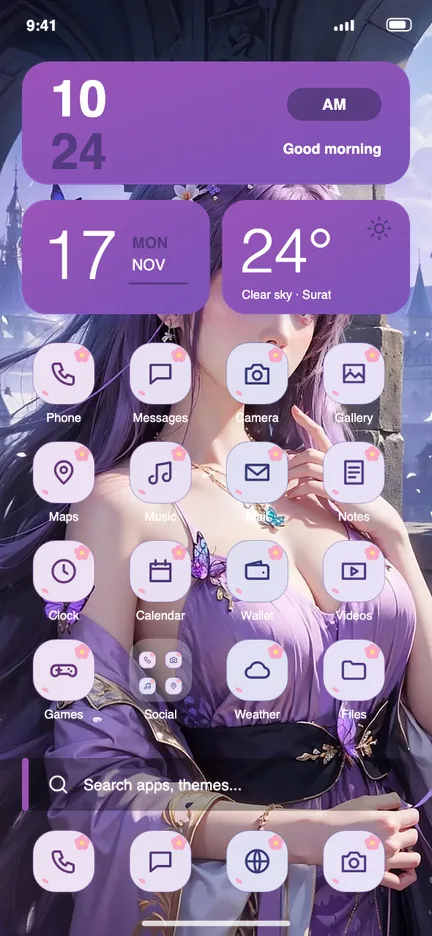 9:41
10
24
AM
Good morning
17
MON
NOV
24°
Clear sky · Surat
Phone
Messages
Camera
Gallery
Maps
Music
Mail
Notes
Clock
Calendar
Wallet
Videos
Games
Social
Weather
Files
Search apps, themes...